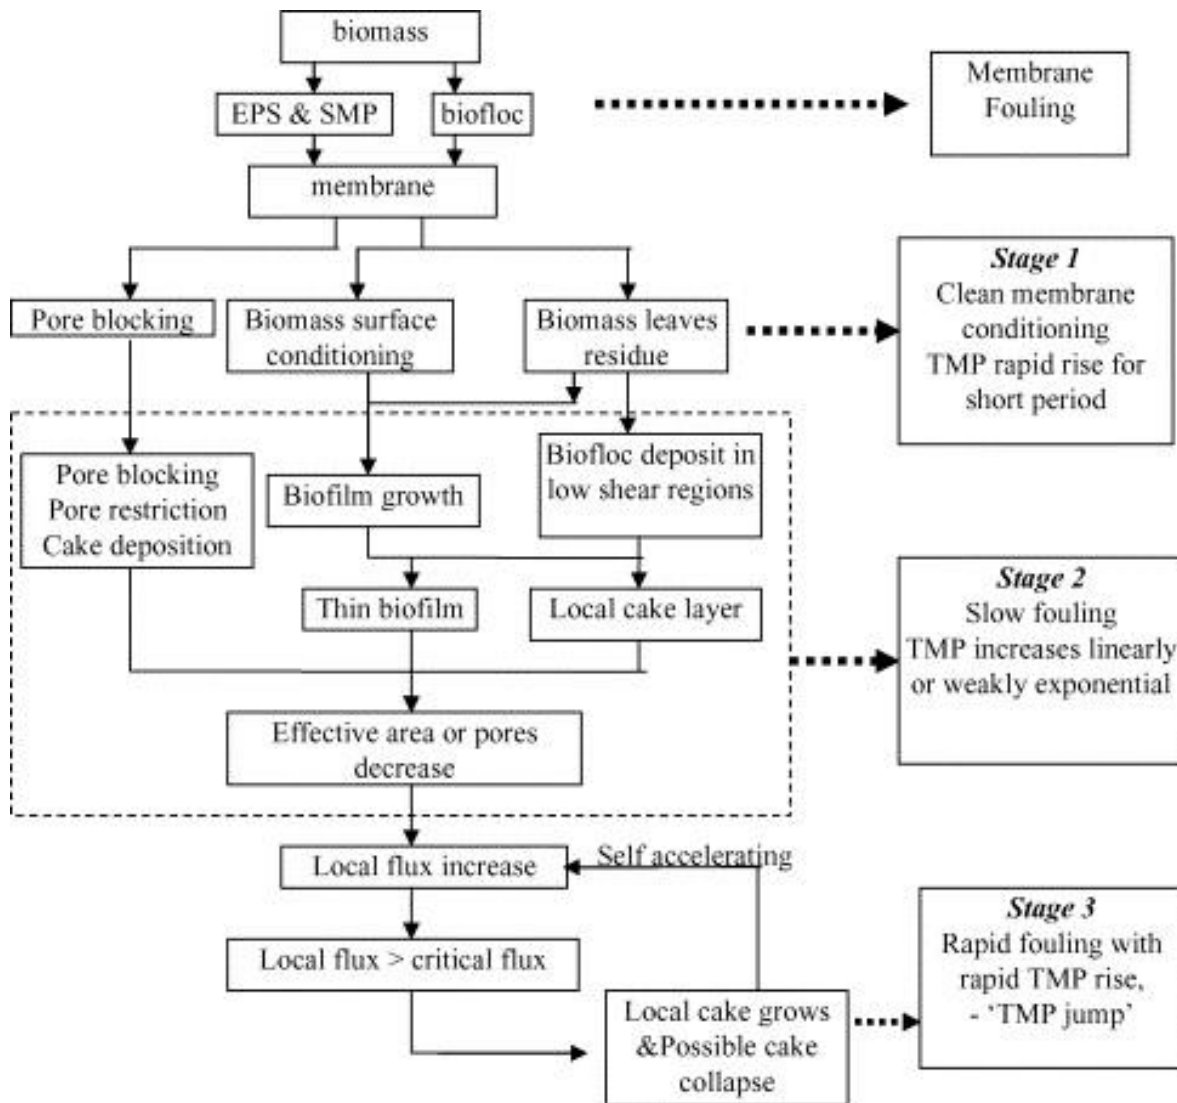 biomass
EPS & SMP
biofloc
membrane
Membrane
Fouling
Pore blocking
Biomass surface
conditioning
Biomass leaves
residue
Stage 1
Clean membrane
conditioning
TMP rapid rise for
short period
Pore blocking
Pore restriction
Cake deposition
Biofilm growth
Biofloc deposit in
low shear regions
Thin biofilm
Local cake layer
Effective area or pores
decrease
Stage 2
Slow fouling
TMP increases linearly
or weakly exponential
Local flux increase
Self accelerating
Local flux > critical flux
Local cake grows
&Possible cake
collapse
Stage 3
Rapid fouling with
rapid TMP rise,
- ‘TMP jump’